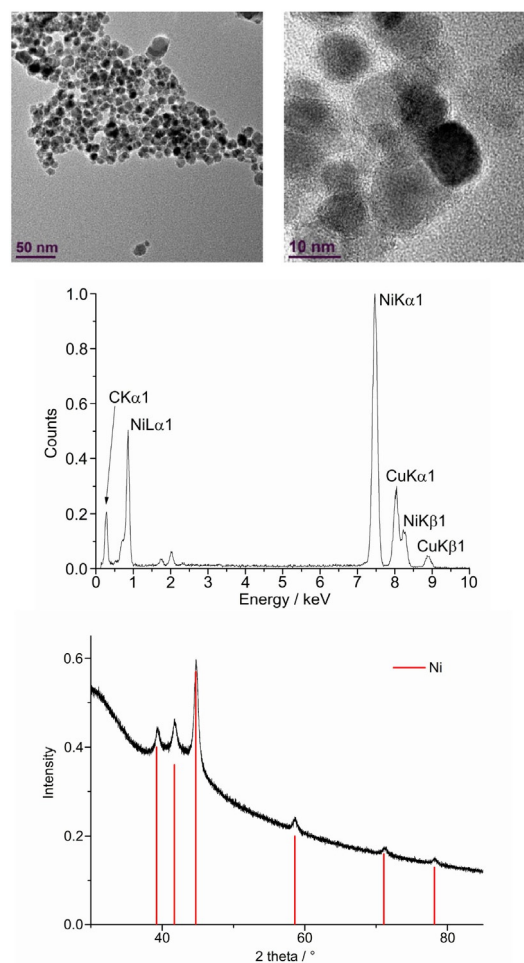 50 nm
10 nm
Counts
1.0
0.8
0.6
0.4
0.2
0.0
CKα1
NiLα1
NiKα1
CuKα1
NiKβ1
CuKβ1
0 1 2 3 4 5 6 7 8 9 10
Energy / keV
Intensity
0.6
0.4
0.2
0.0
Ni
40 60 80
2 theta / °